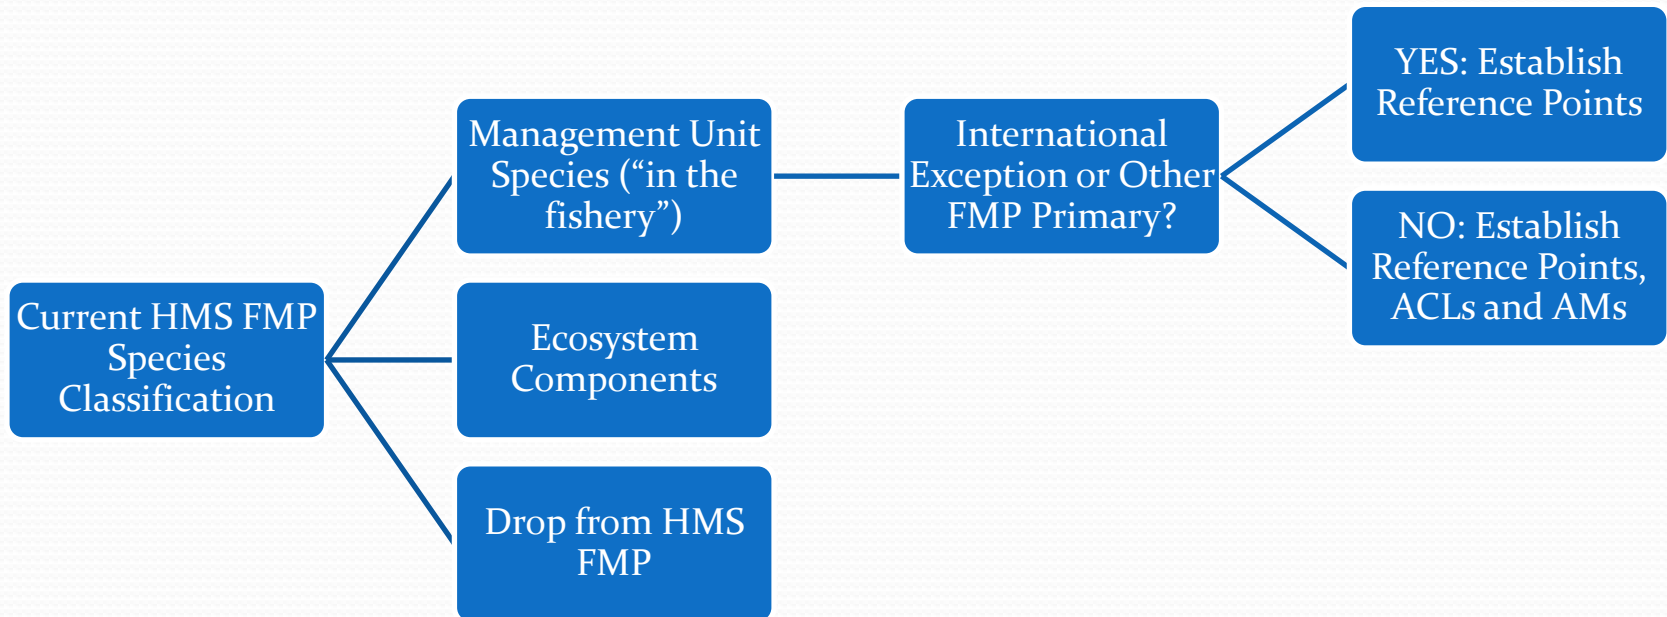 Current HMS FMP
Species
Classification
Management Unit
Species (“in the
fishery”)
Ecosystem
Components
Drop from HMS
FMP
International
Exception or Other
FMP Primary?
YES: Establish
Reference Points
NO: Establish
Reference Points,
ACLs and AMs